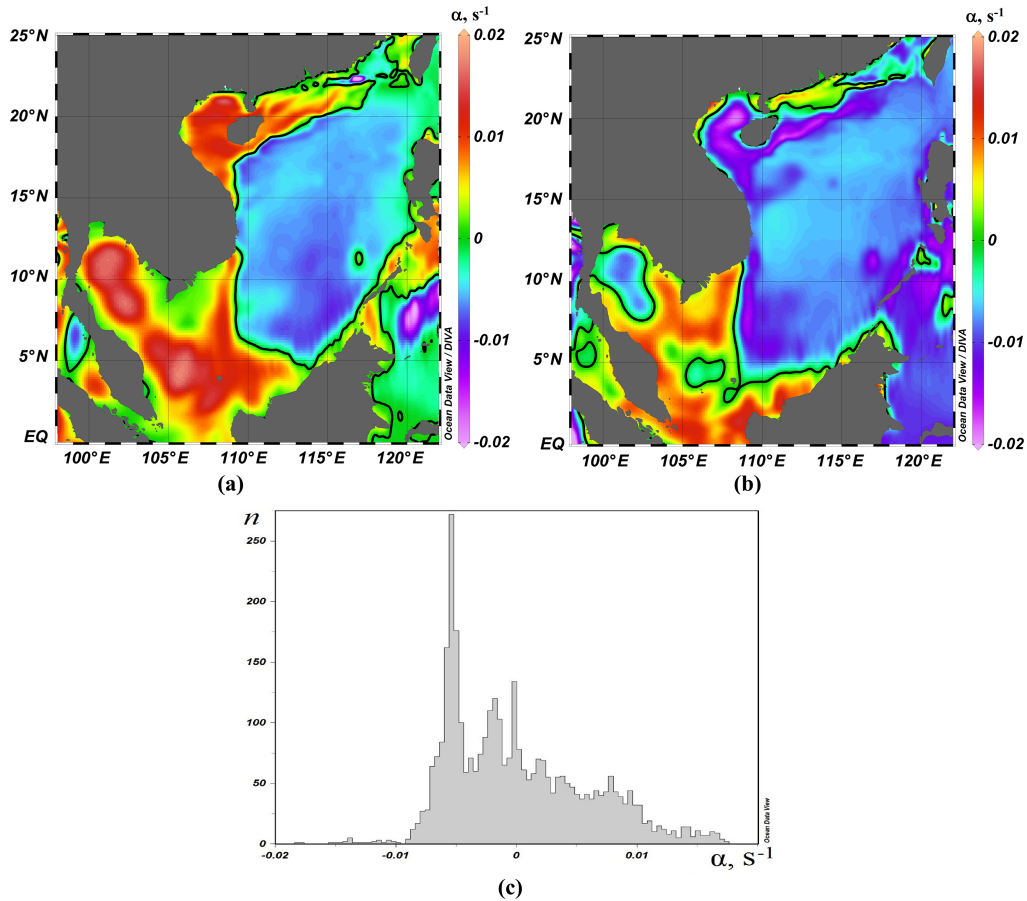 α, s-1
α, s-1
25°N
20°N
15°N
10°N
5°N
EQ
100°E 105°E 110°E 115°E 120°E
0.02
0.01
0
-0.01
-0.02
Ocean Data View / DIVA
(a)
25°N
20°N
15°N
10°N
5°N
EQ
100°E 105°E 110°E 115°E 120°E
0.02
0.01
0
-0.01
-0.02
Ocean Data View / DIVA
(b)
n
250
200
150
100
50
0
-0.02 -0.01 0 0.01
α, s-1
Ocean Data View
(c)